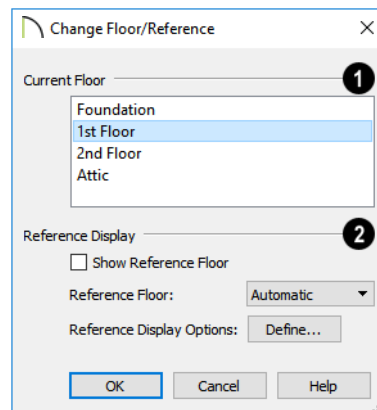 Change Floor/Reference
Current Floor 1
Foundation
1st Floor
2nd Floor
Attic
Reference Display 2
Show Reference Floor
Reference Floor: Automatic
Reference Display Options: Define...
OK Cancel Help